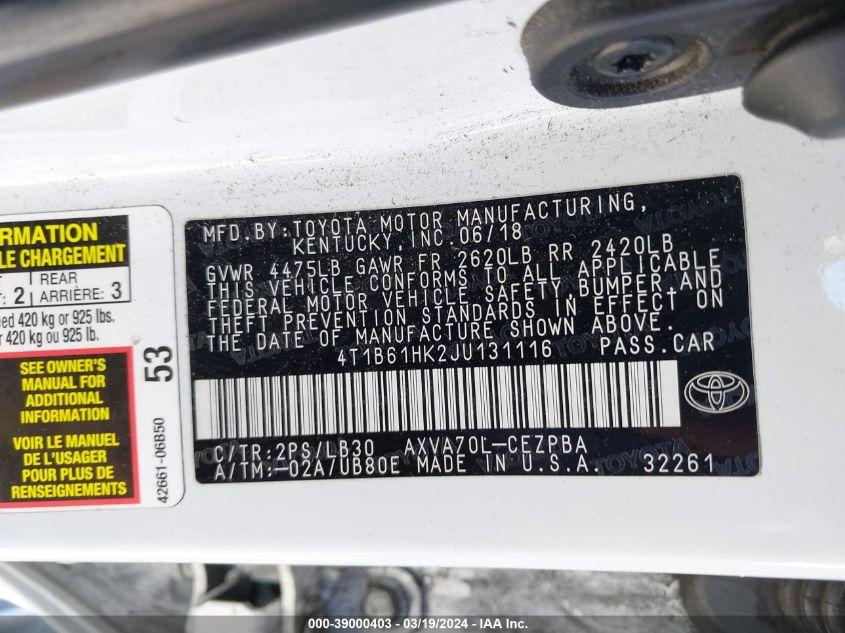 MFD.BY:TOYOTA MOTOR MANUFACTURING,
KENTUCKY,INC.06/18
GVWR 4475LB GAWR FR 2620LB RR 2420LB
THIS VEHICLE CONFORMS TO ALL APPLICABLE
FEDERAL MOTOR VEHICLE SAFETY,BUMPER,AND
THEFT PREVENTION STANDARDS IN EFFECT ON
THE DATE OF MANUFACTURE SHOWN ABOVE.
4T1B61HK2JU131116 PASS.CAR
C/TR:2PS/LB30 AXVA70L-CEZPBA
A/TM:-02A/UB80E MADE IN U.S.A. 32261
RMATION
LE CHARGEMENT
: 2 REAR ARRIÈRE: 3
eed 420 kg or 925 lbs.
r 420 kg ou 925 lb.
SEE OWNER'S
MANUAL FOR
ADDITIONAL
INFORMATION
VOIR LE MANUEL
DE L'USAGER
POUR PLUS DE
RENSEIGNEMENTS
53
42661-06B50
000-39000403 — 03/19/2024 — IAA Inc.